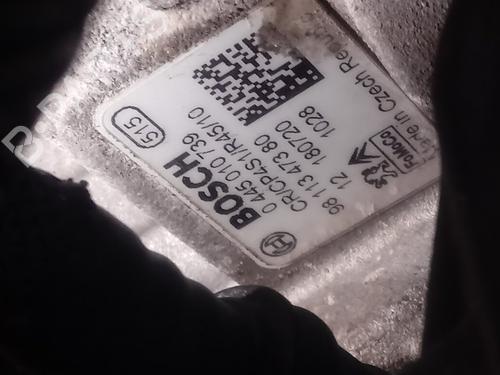 BOSCH
515
0 445 010 739
CR/CP4S1/R45/10
98 113 473 80
12 180720
1028
FoMoCo
Made in Czech Republic